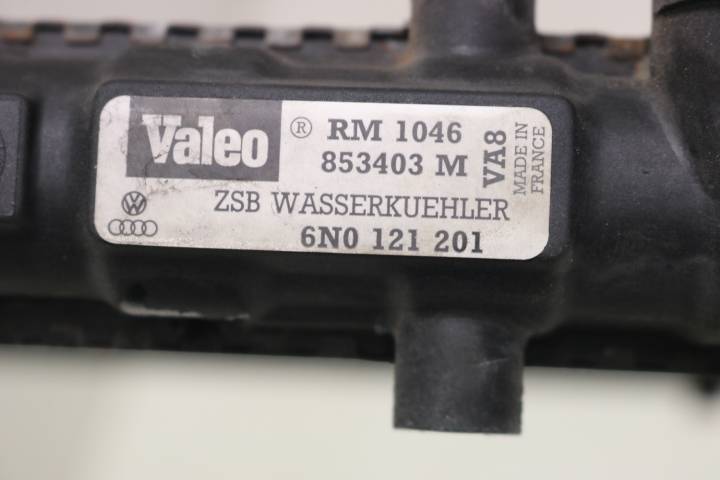 Valeo ® RM 1046
853403 M
VA8
MADE IN
FRANCE
ZSB WASSERKUEHLER
6N0 121 201